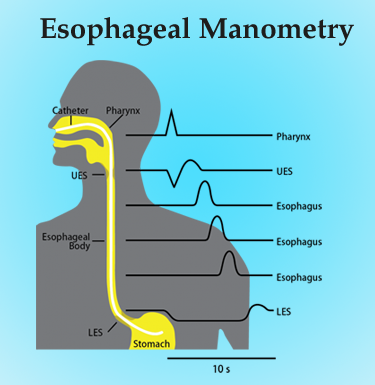 Esophageal Manometry
Catheter
Pharynx
Pharynx
UES
UES
Esophagus
Esophageal
Body
Esophagus
Esophagus
LES
LES
Stomach
10 s